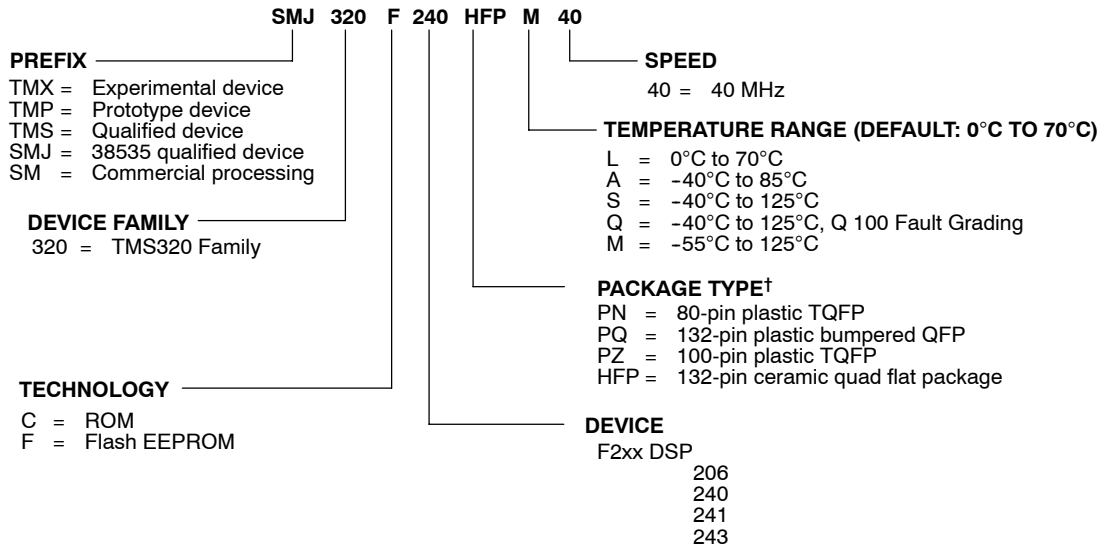 SMJ 320 F 240 HFP M 40
PREFIX
TMX = Experimental device
TMP = Prototype device
TMS = Qualified device
SMJ = 38535 qualified device
SM = Commercial processing
SPEED
40 = 40 MHz
TEMPERATURE RANGE (DEFAULT: 0°C TO 70°C)
L = 0°C to 70°C
A = -40°C to 85°C
S = -40°C to 125°C
Q = -40°C to 125°C, Q 100 Fault Grading
M = -55°C to 125°C
DEVICE FAMILY
320 = TMS320 Family
PACKAGE TYPE†
PN = 80-pin plastic TQFP
PQ = 132-pin plastic bumpered QFP
PZ = 100-pin plastic TQFP
HFP = 132-pin ceramic quad flat package
TECHNOLOGY
C = ROM
F = Flash EEPROM
DEVICE
F2xx DSP
206
240
241
243